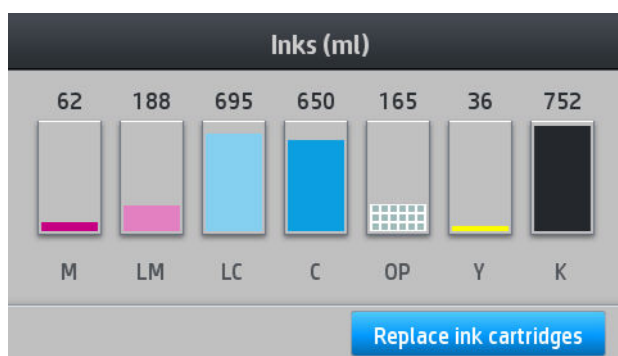 Inks (ml)
62 188 695 650 165 36 752
M LM LC C OP Y K
Replace ink cartridges